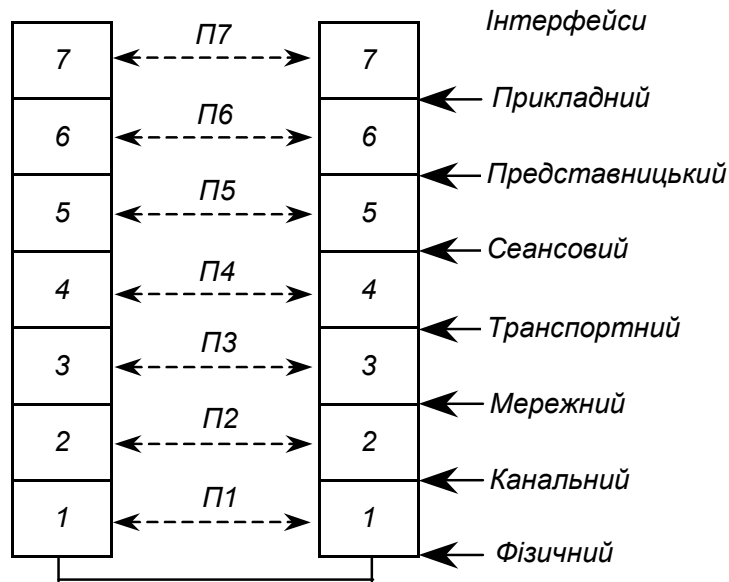 Інтерфейси
7 П7 7
Прикладний
6 П6 6
Представницький
5 П5 5
Сеансовий
4 П4 4
Транспортний
3 П3 3
Мережний
2 П2 2
Канальний
1 П1 1
Фізичний